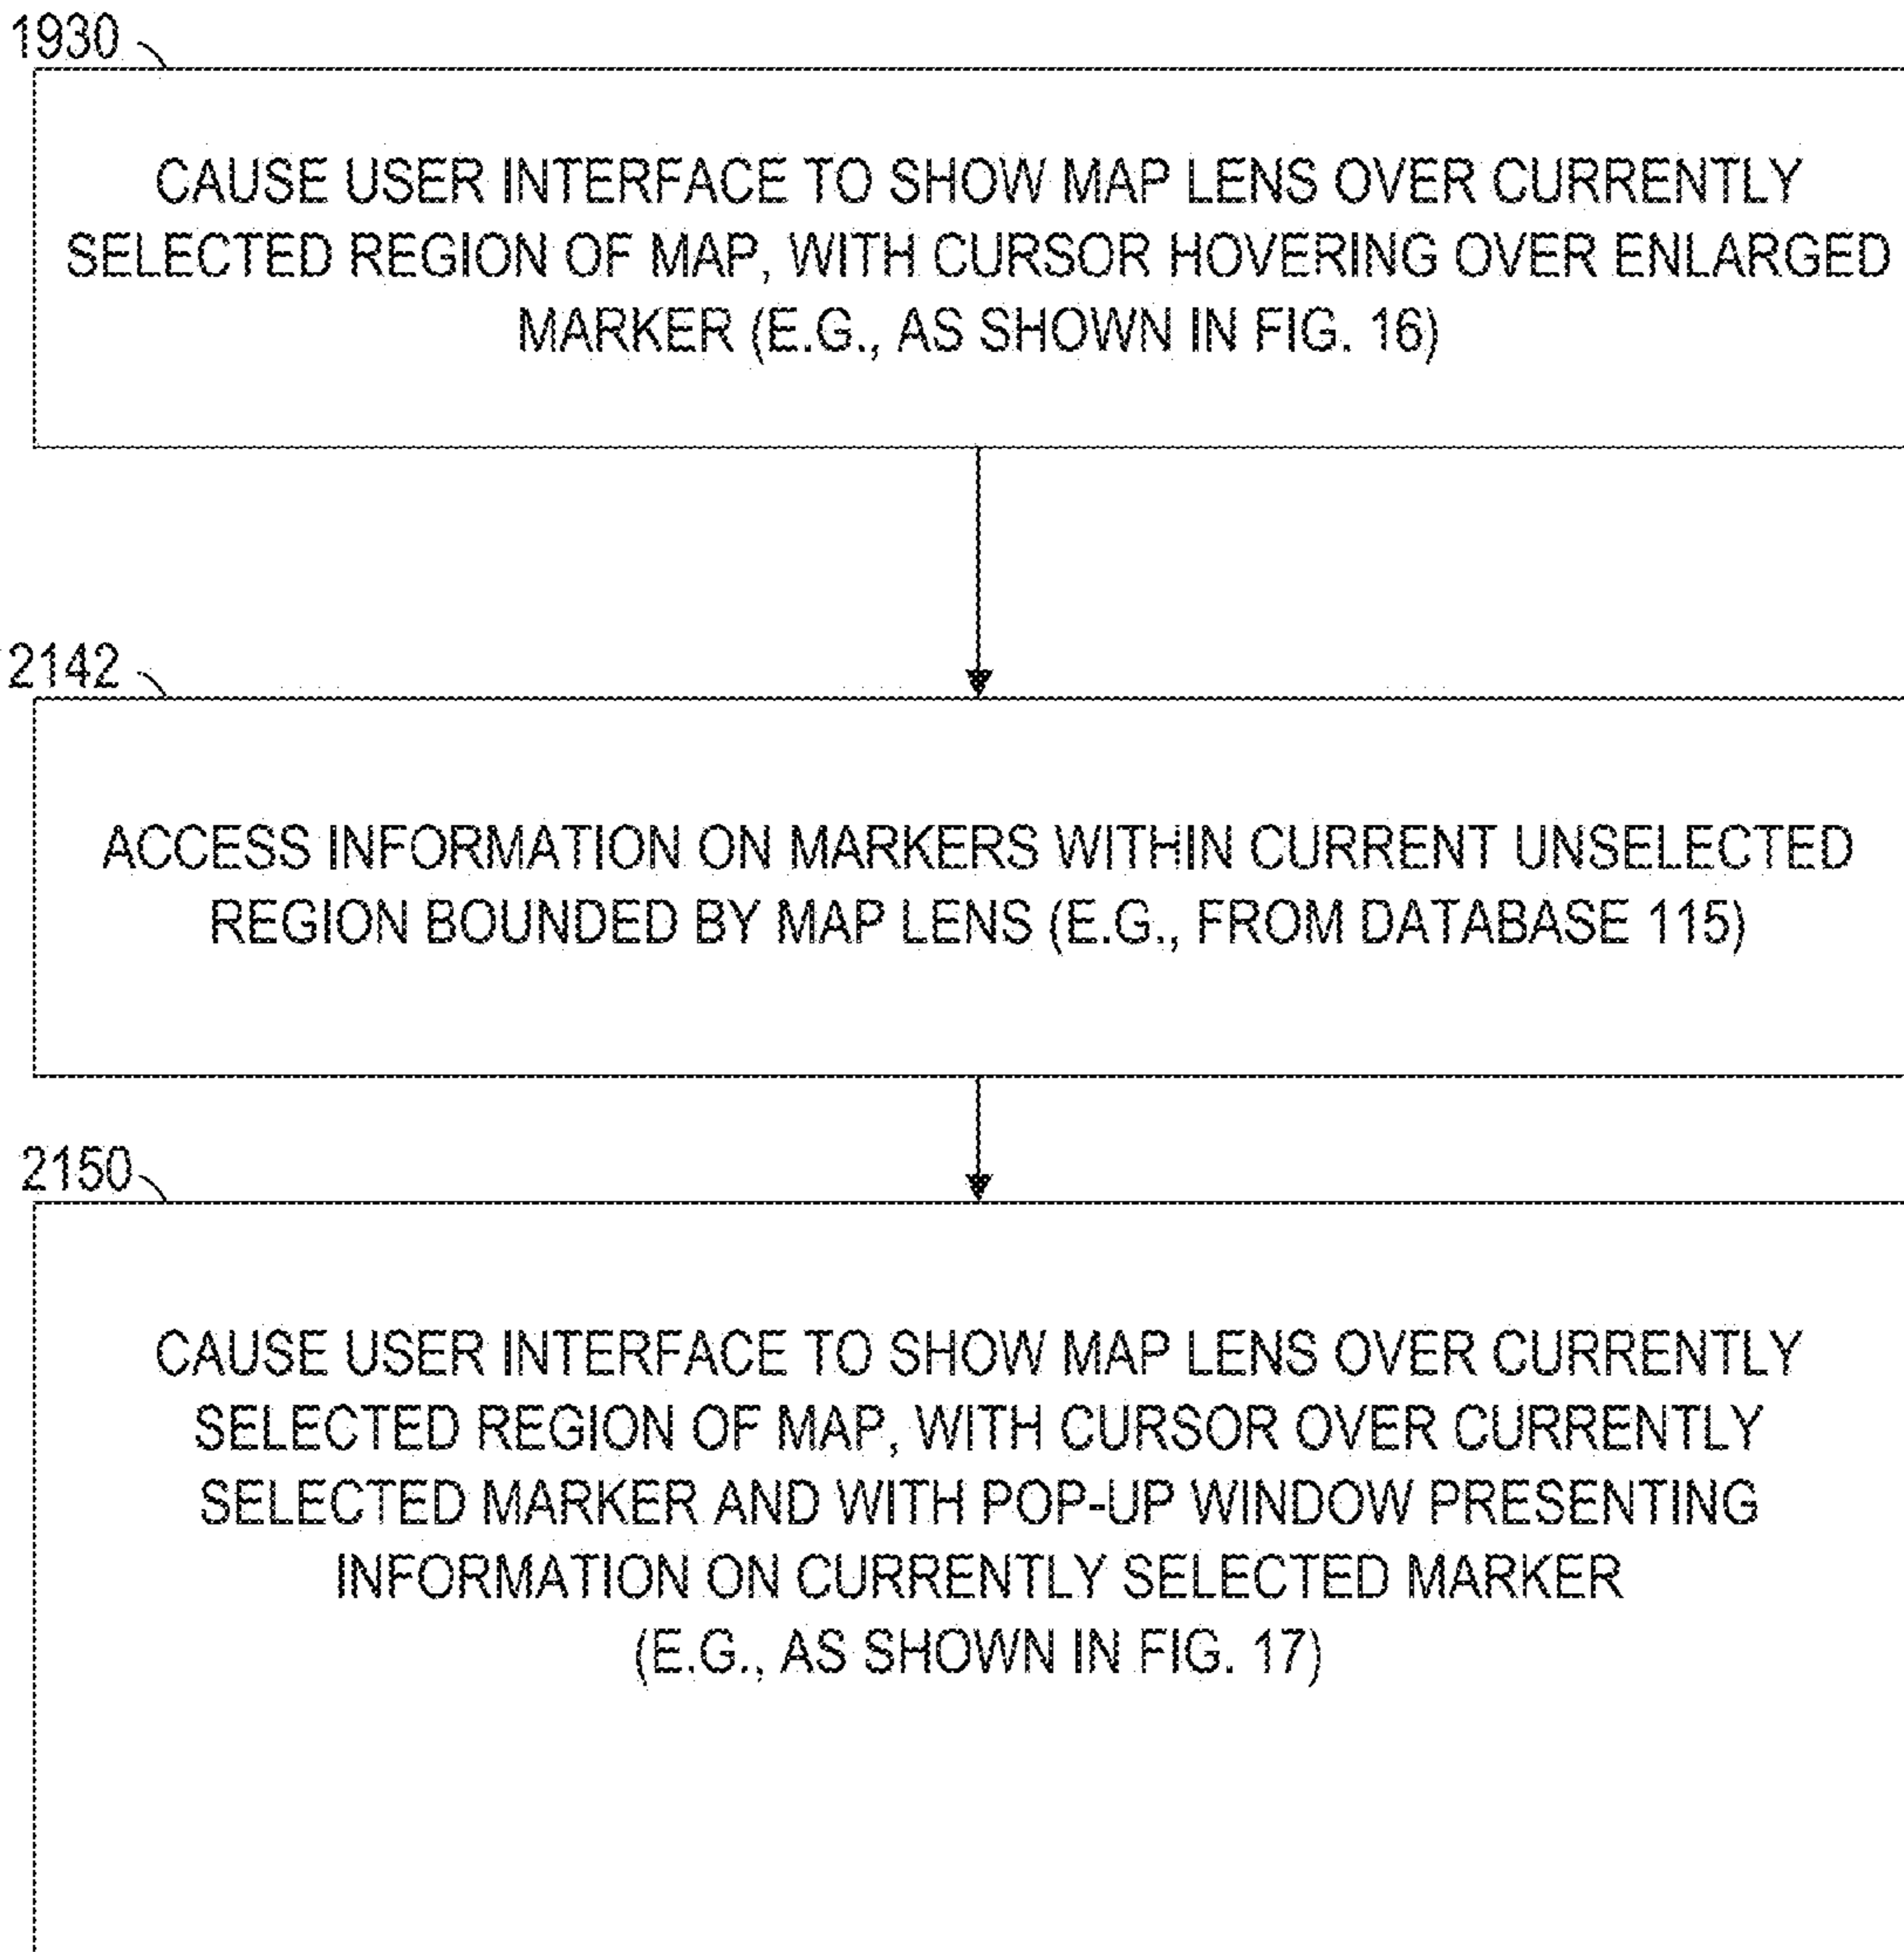 1930
CAUSE USER INTERFACE TO SHOW MAP LENS OVER CURRENTLY
SELECTED REGION OF MAP, WITH CURSOR HOVERING OVER ENLARGED
MARKER (E.G., AS SHOWN IN FIG. 16)
2142
ACCESS INFORMATION ON MARKERS WITHIN CURRENT UNSELECTED
REGION BOUNDED BY MAP LENS (E.G., FROM DATABASE 115)
2150
CAUSE USER INTERFACE TO SHOW MAP LENS OVER CURRENTLY
SELECTED REGION OF MAP, WITH CURSOR OVER CURRENTLY
SELECTED MARKER AND WITH POP-UP WINDOW PRESENTING
INFORMATION ON CURRENTLY SELECTED MARKER
(E.G., AS SHOWN IN FIG. 17)